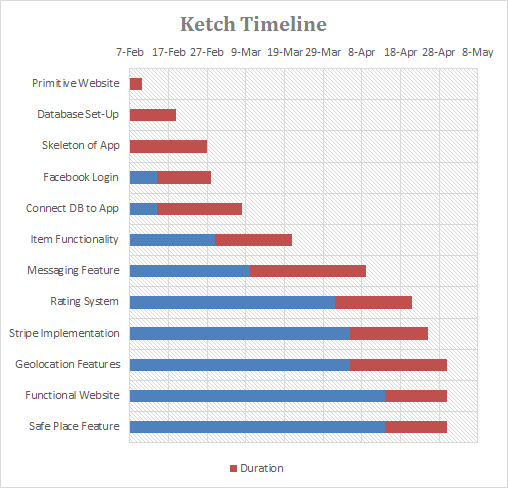 Ketch Timeline
7-Feb 17-Feb 27-Feb 9-Mar 19-Mar 29-Mar 8-Apr 18-Apr 28-Apr 8-May
Primitive Website
Database Set-Up
Skeleton of App
Facebook Login
Connect DB to App
Item Functionality
Messaging Feature
Rating System
Stripe Implementation
Geolocation Features
Functional Website
Safe Place Feature
Duration